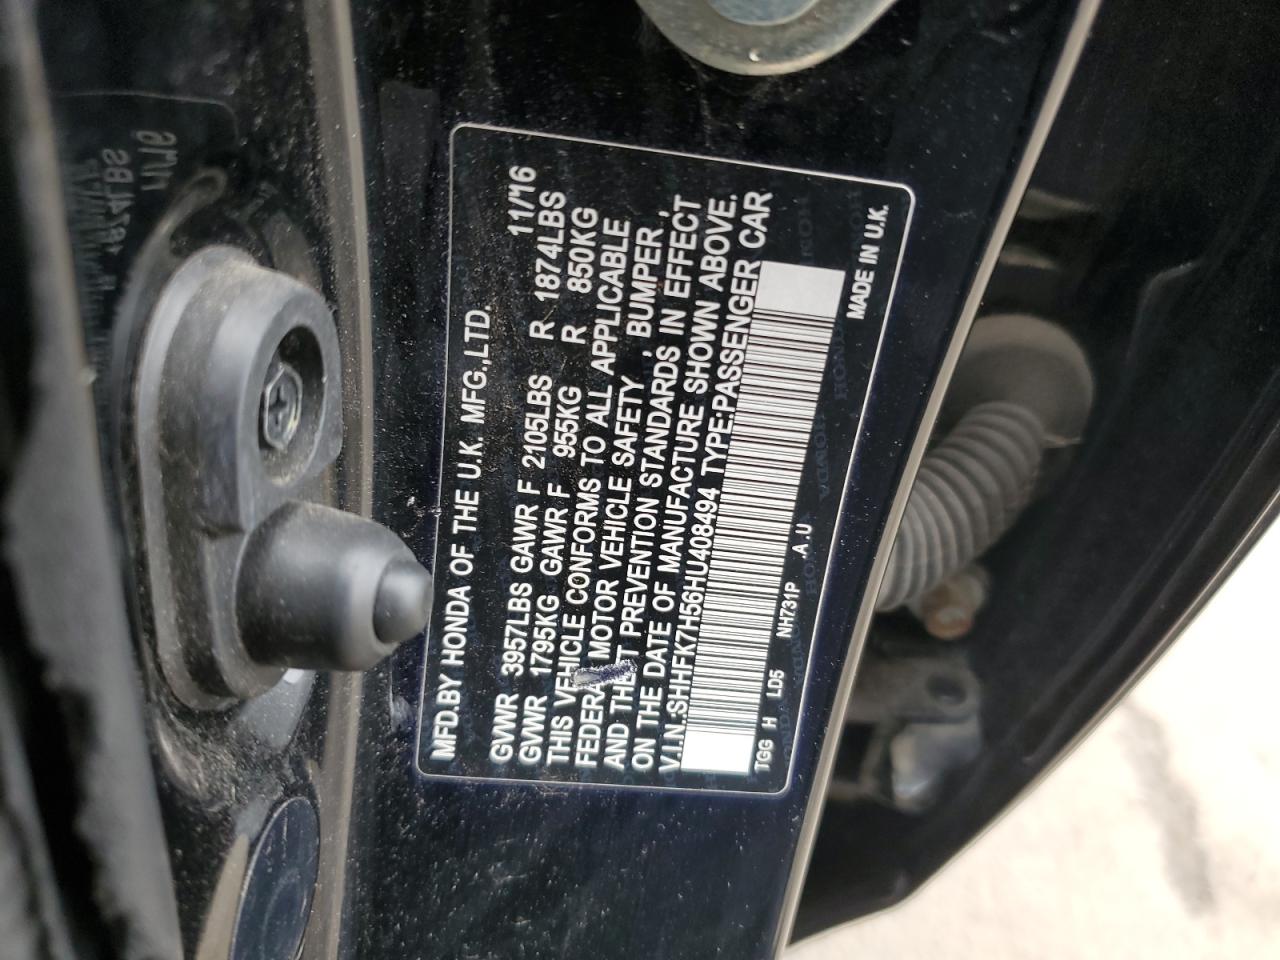 MFD.BY HONDA OF THE U.K. MFG.,LTD. 11/16
GVWR 3957LBS GAWR F 2105LBS R 1874LBS
GVWR 1795KG GAWR F 955KG R 850KG
THIS VEHICLE CONFORMS TO ALL APPLICABLE
FEDERAL MOTOR VEHICLE SAFETY , BUMPER ,
AND THEFT PREVENTION STANDARDS IN EFFECT
ON THE DATE OF MANUFACTURE SHOWN ABOVE.
V.I.N.:SHHFK7H56HU408494 TYPE:PASSENGER CAR
TGG H LD5 NH731P A.U MADE IN U.K.